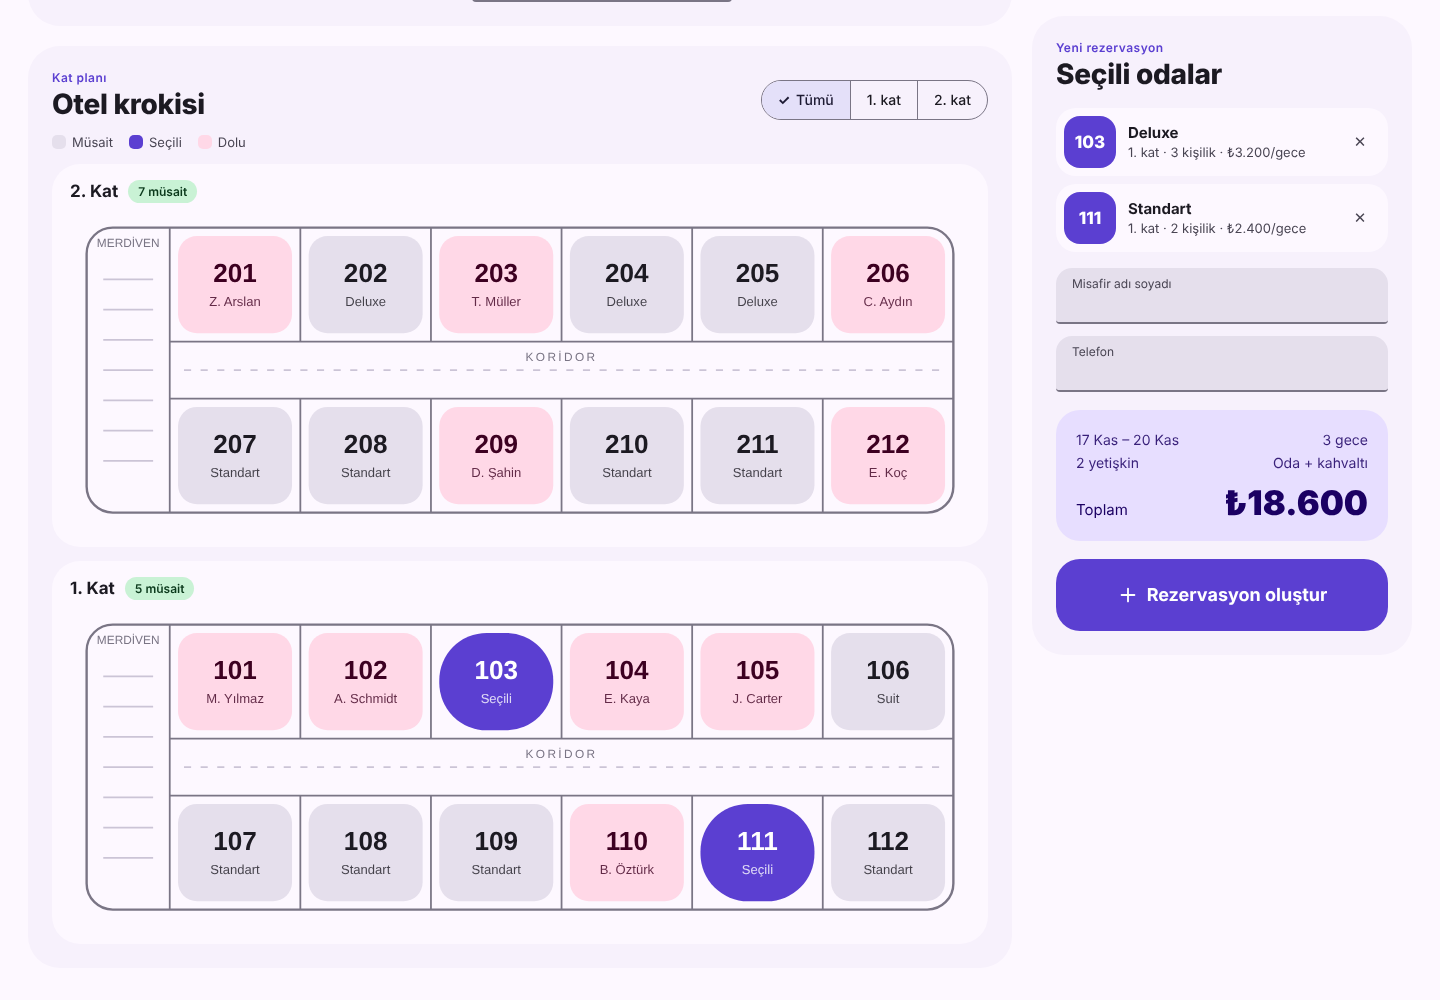 Kat planı
Otel krokisi
Tümü
1. kat
2. kat
Müsait
Seçili
Dolu
2. Kat
7 müsait
MERDİVEN
201
Z. Arslan
202
Deluxe
203
T. Müller
204
Deluxe
205
Deluxe
206
C. Aydın
KORİDOR
207
Standart
208
Standart
209
D. Şahin
210
Standart
211
Standart
212
E. Koç
1. Kat
5 müsait
MERDİVEN
101
M. Yılmaz
102
A. Schmidt
103
Seçili
104
E. Kaya
105
J. Carter
106
Suit
KORİDOR
107
Standart
108
Standart
109
Standart
110
B. Öztürk
111
Seçili
112
Standart
Yeni rezervasyon
Seçili odalar
103
Deluxe
1. kat · 3 kişilik · ₺3.200/gece
111
Standart
1. kat · 2 kişilik · ₺2.400/gece
Misafir adı soyadı
Telefon
17 Kas – 20 Kas
3 gece
2 yetişkin
Oda + kahvaltı
Toplam
₺18.600
Rezervasyon oluştur